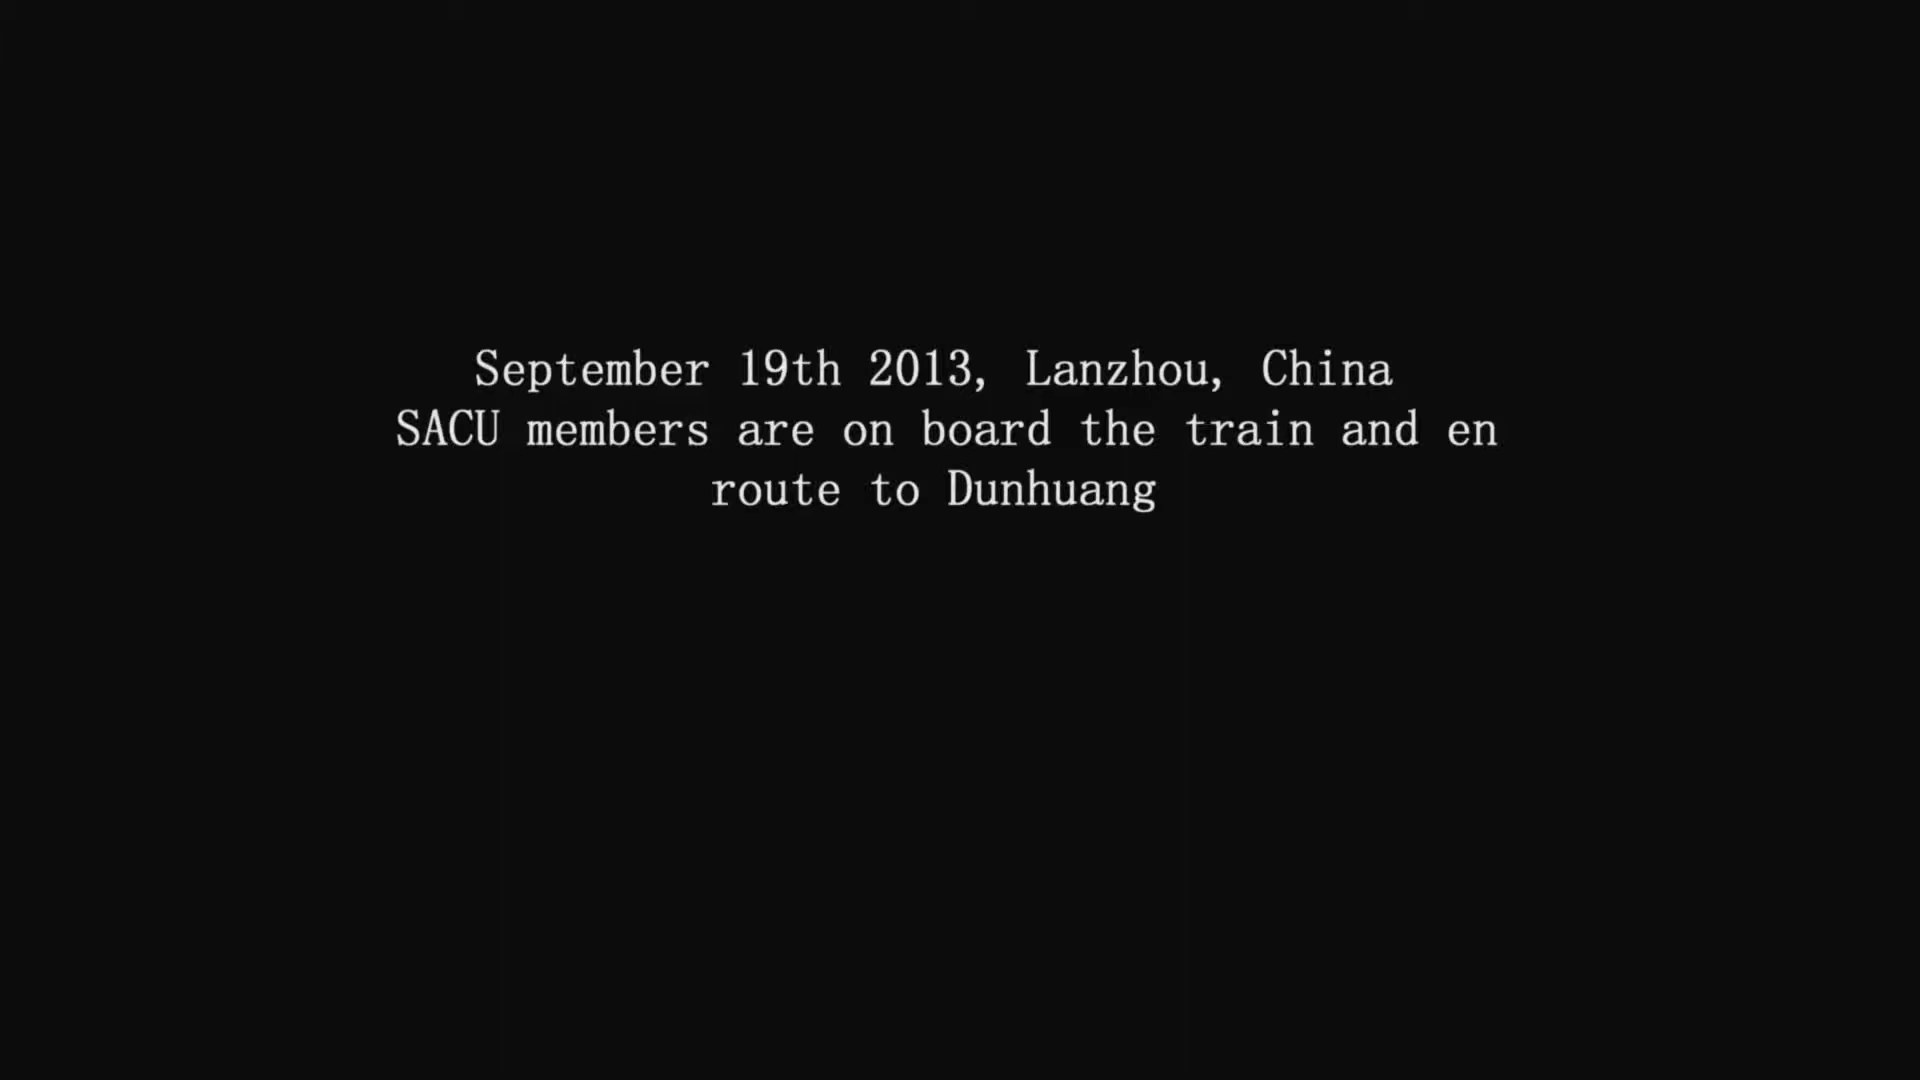 September 19th 2013, Lanzhou, China
SACU members are on board the train and en
route to Dunhuang